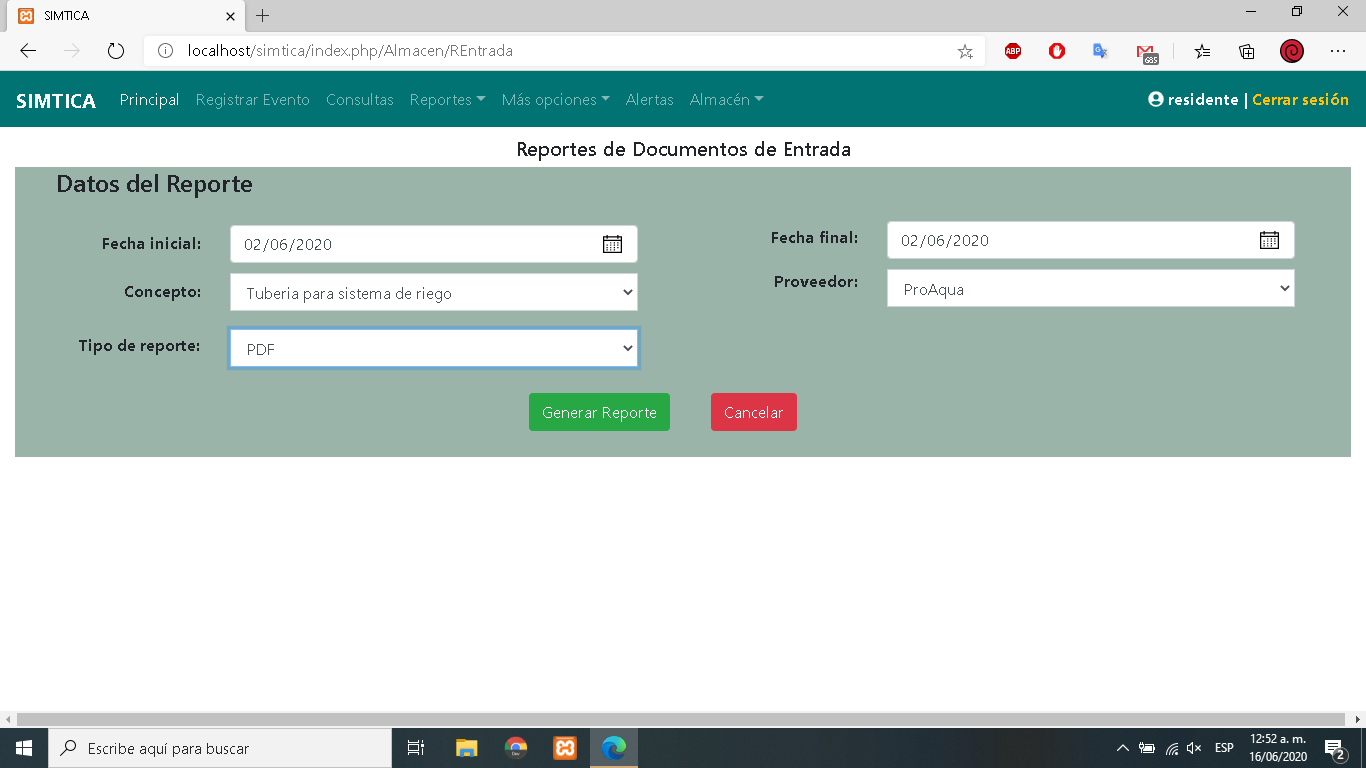 SIMTICA
localhost/simtica/index.php/Almacen/REntrada
ABP
685
SIMTICA Principal Registrar Evento Consultas Reportes Más opciones Alertas Almacén residente | Cerrar sesión
Reportes de Documentos de Entrada
Datos del Reporte
Fecha inicial: 02/06/2020 Fecha final: 02/06/2020
Concepto: Tuberia para sistema de riego Proveedor: ProAqua
Tipo de reporte: PDF
Generar Reporte Cancelar
Escribe aquí para buscar
Dev
ESP
12:52 a. m.
16/06/2020
2